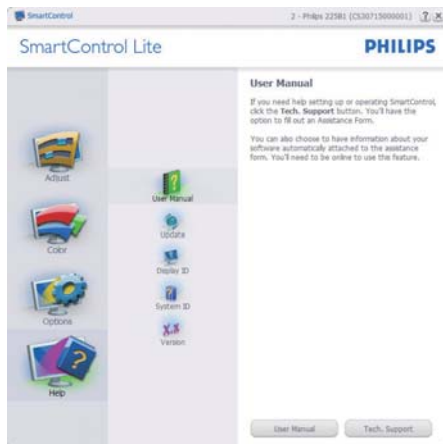 SmartControl
2 - Philips 225B1 (CS30715000001)
SmartControl Lite
PHILIPS
Adjust
Color
Options
Help
User Manual
Update
Display ID
System ID
Version
User Manual
If you need help setting up or operating SmartControl,
click the Tech. Support button. You'll have the
option to fill out an Assistance Form.
You can also choose to have information about your
software automatically attached to the assistance
form. You'll need to be online to use this feature.
User Manual
Tech. Support